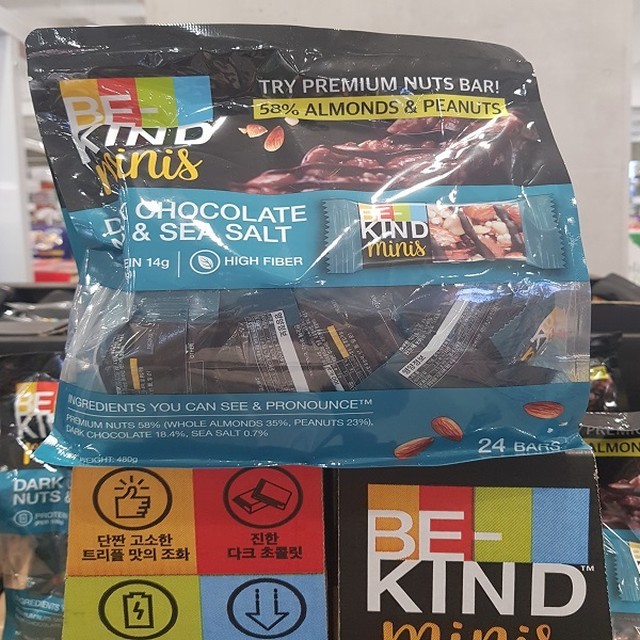 TRY PREMIUM NUTS BAR!
58% ALMONDS & PEANUTS
BE-
KIND
minis
CHOCOLATE
& SEA SALT
14g
HIGH FIBER
BE-
KIND
minis
INGREDIENTS YOU CAN SEE & PRONOUNCE™
PREMIUM NUTS 58% (WHOLE ALMONDS 35%, PEANUTS 23%),
DARK CHOCOLATE 18.4%, SEA SALT 0.7%
WEIGHT: 480g
24 BARS
단짠 고소한
트리플 맛의 조화
진한
다크 초콜릿
BE-
KIND™
minis
BE
KIN
DARK
NUTS &